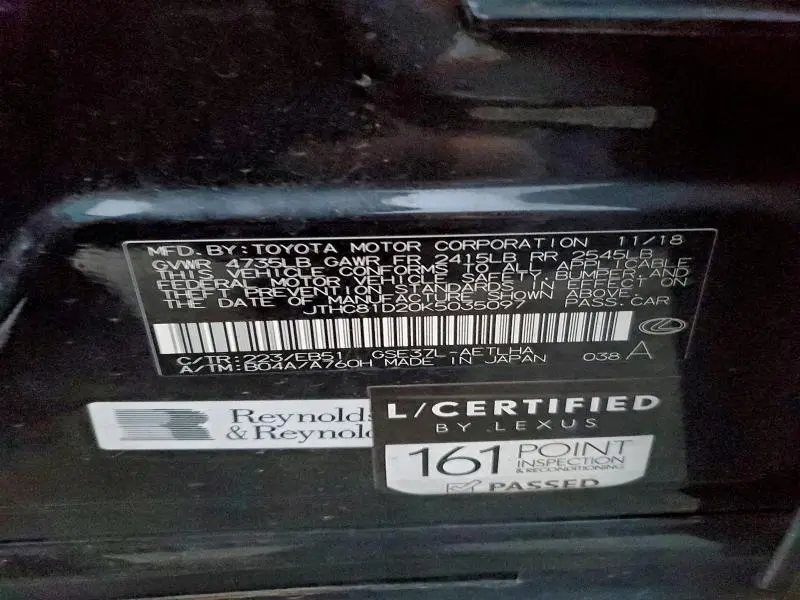 MFD. BY: TOYOTA MOTOR CORPORATION 11/18
GVWR 4735LB GAWR FR 2415LB RR 2545LB
THIS VEHICLE CONFORMS TO ALL APPLICABLE
FEDERAL MOTOR VEHICLE SAFETY, BUMPER, AND
THEFT PREVENTION STANDARDS IN EFFECT ON
THE DATE OF MANUFACTURE SHOWN ABOVE.
JTHC81D20K5035097 PASS.CAR
C/TR: 223/EB51 GSE37L-AETLHA
A/TM: B04A/A760H MADE IN JAPAN 038 A
Reynolds
& Reynol
L/CERTIFIED
BY LEXUS
161 POINT
INSPECTION
& RECONDITIONING
PASSED